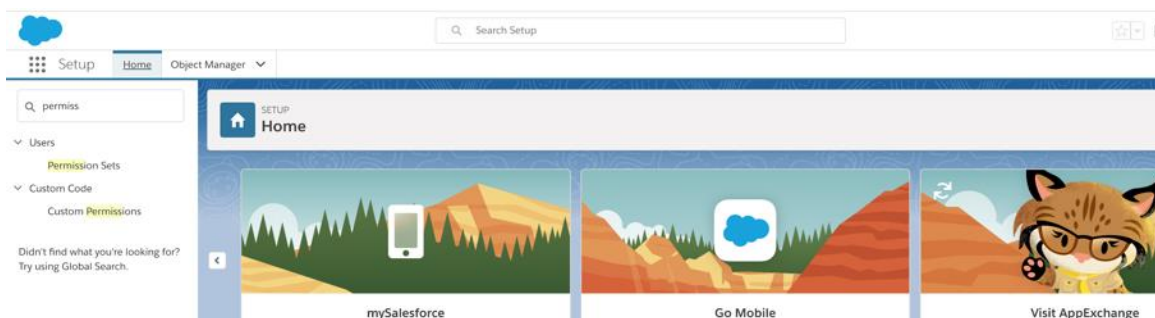 Search Setup
Setup Home Object Manager
permiss
Users
Permission Sets
Custom Code
Custom Permissions
Didn't find what you're looking for?
Try using Global Search.
SETUP
Home
mySalesforce
Go Mobile
Visit AppExchange